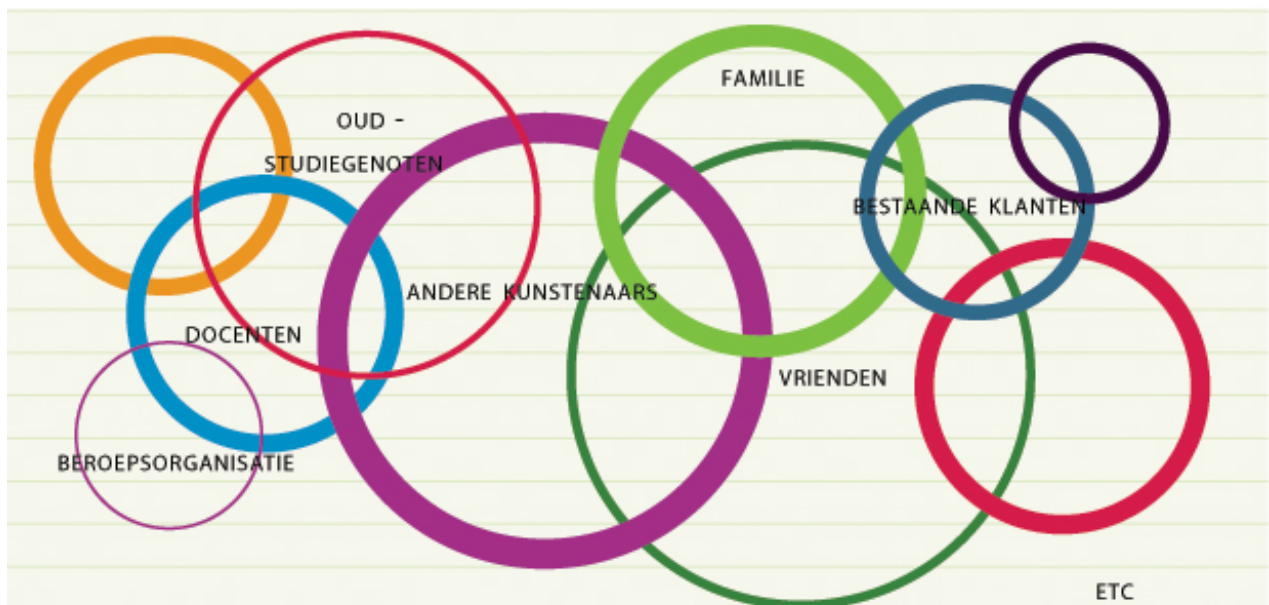 FAMILIE
OUD -
STUDIEGENOTEN
BESTAANDE KLANTEN
ANDERE KUNSTENAARS
DOCENTEN
VRIENDEN
BEROEPSORGANISATIE
ETC